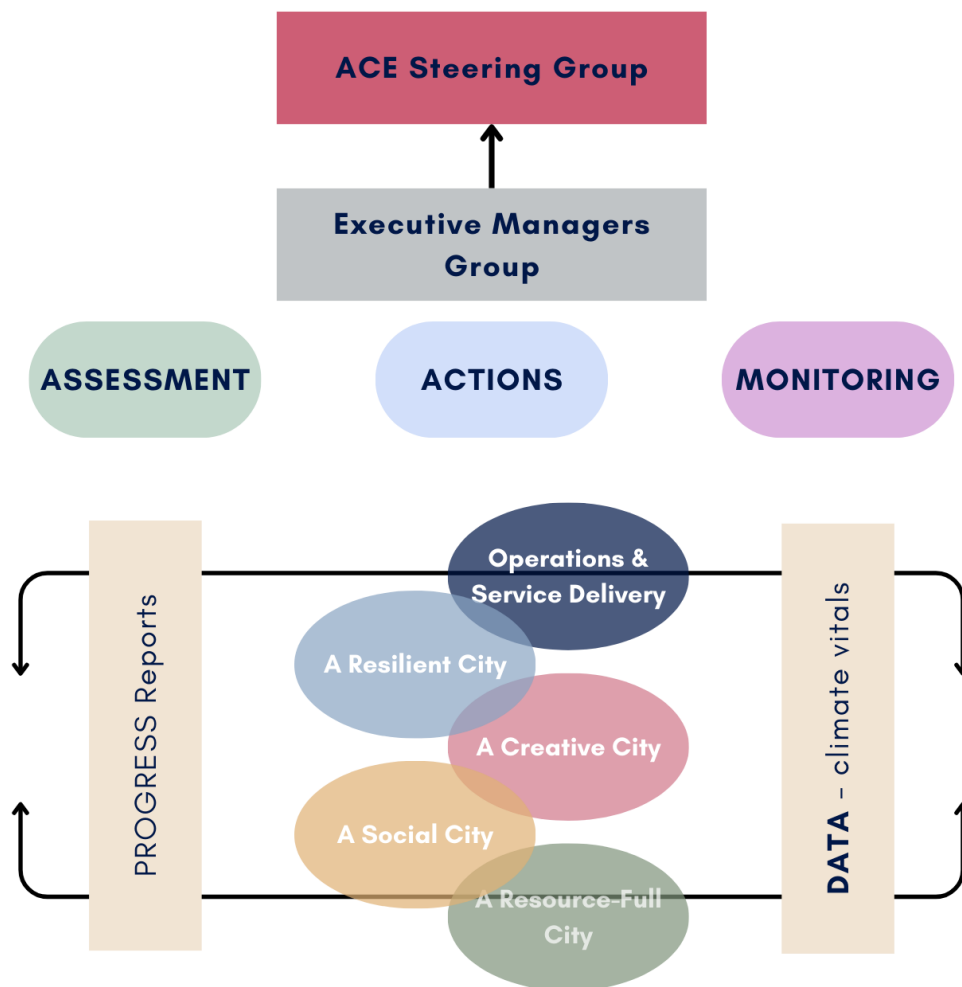 ACE Steering Group
Executive Managers
Group
ASSESSMENT
ACTIONS
MONITORING
PROGRESS Reports
Operations &
Service Delivery
A Resilient City
A Creative City
A Social City
A Resource-Full
City
DATA - climate vitals